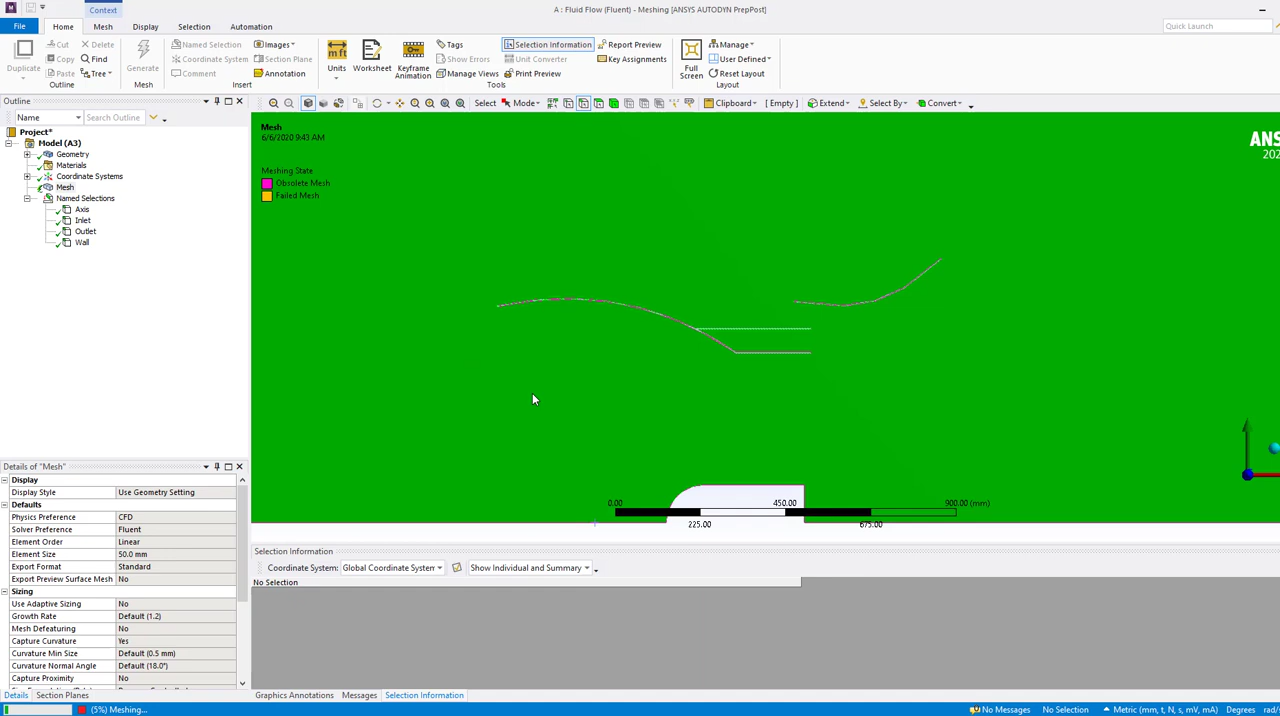 Context
A : Fluid Flow (Fluent) - Meshing [ANSYS AUTODYN PrepPost]
File Home Mesh Display Selection Automation Quick Launch
Duplicate Cut Delete Copy Find Paste Tree Outline
Generate Mesh
Named Selection Images Coordinate System Section Plane Comment Annotation Insert
Units Worksheet Keyframe Animation Tags Show Errors Manage Views Selection Information Unit Converter Print Preview Report Preview Key Assignments Tools
Full Screen Manage User Defined Reset Layout Layout
Outline
Select Mode Clipboard [ Empty ] Extend Select By Convert
Name Search Outline
Project*
Model (A3)
Geometry
Materials
Coordinate Systems
Mesh
Named Selections
Axis
Inlet
Outlet
Wall
Mesh
6/6/2020 9:43 AM
Meshing State
Obsolete Mesh
Failed Mesh
ANS
202
0.00 450.00 900.00 (mm)
225.00 675.00
Details of "Mesh"
Display
Display Style Use Geometry Setting
Defaults
Physics Preference CFD
Solver Preference Fluent
Element Order Linear
Element Size 50.0 mm
Export Format Standard
Export Preview Surface Mesh No
Sizing
Use Adaptive Sizing No
Growth Rate Default (1.2)
Mesh Defeaturing No
Capture Curvature Yes
Curvature Min Size Default (0.5 mm)
Curvature Normal Angle Default (18.0°)
Capture Proximity No
Details Section Planes
Selection Information
Coordinate System: Global Coordinate System Show Individual and Summary
No Selection
Graphics Annotations Messages Selection Information
(5%) Meshing... No Messages No Selection Metric (mm, t, N, s, mV, mA) Degrees rad/s